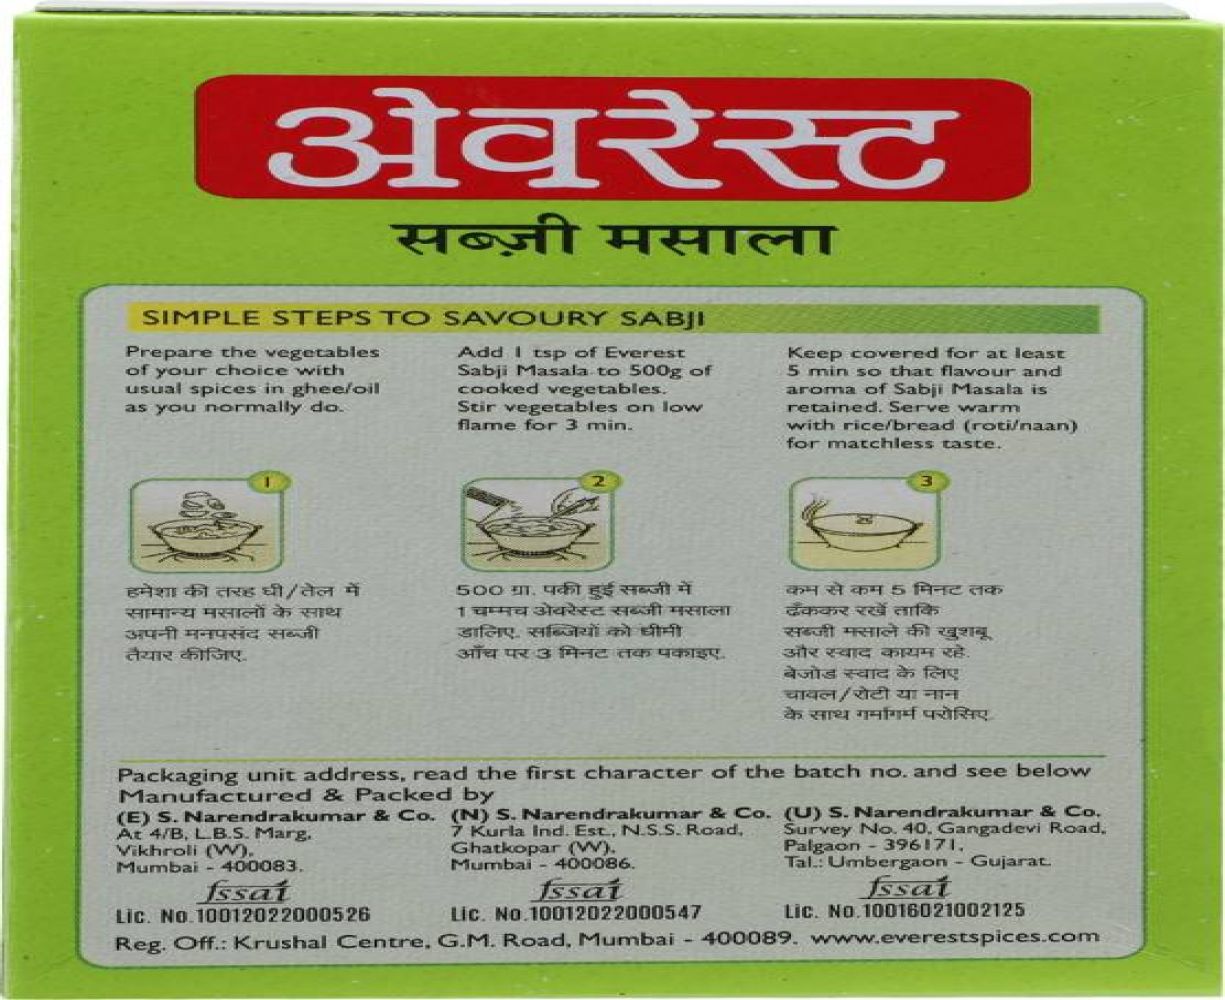 अेवरेस्ट
सब्ज़ी मसाला
SIMPLE STEPS TO SAVOURY SABJI
Prepare the vegetables
of your choice with
usual spices in ghee/oil
as you normally do.
Add 1 tsp of Everest
Sabji Masala to 500g of
cooked vegetables.
Stir vegetables on low
flame for 3 min.
Keep covered for at least
5 min so that flavour and
aroma of Sabji Masala is
retained. Serve warm
with rice/bread (roti/naan)
for matchless taste.
1
2
3
हमेशा की तरह घी/तेल में
सामान्य मसालों के साथ
अपनी मनपसंद सब्जी
तैयार कीजिए.
500 ग्रा. पकी हुई सब्जी में
1 चम्मच अेवरेस्ट सब्जी मसाला
डालिए. सब्जियों को धीमी
आँच पर 3 मिनट तक पकाइए.
कम से कम 5 मिनट तक
ढँककर रखें ताकि
सब्जी मसाले की खुशबू
और स्वाद कायम रहे.
बेजोड स्वाद के लिए
चावल/रोटी या नान
के साथ गर्मागर्म परोसिए.
Packaging unit address, read the first character of the batch no. and see below
Manufactured & Packed by
(E) S. Narendrakumar & Co.
At 4/B, L.B.S. Marg,
Vikhroli (W),
Mumbai - 400083.
fssai
Lic. No.10012022000526
(N) S. Narendrakumar & Co.
7 Kurla Ind. Est., N.S.S. Road,
Ghatkopar (W),
Mumbai - 400086.
fssai
Lic. No.10012022000547
(U) S. Narendrakumar & Co.
Survey No. 40, Gangadevi Road,
Palgaon - 396171,
Tal.: Umbergaon - Gujarat.
fssai
Lic. No.10016021002125
Reg. Off.: Krushal Centre, G.M. Road, Mumbai - 400089. www.everestspices.com